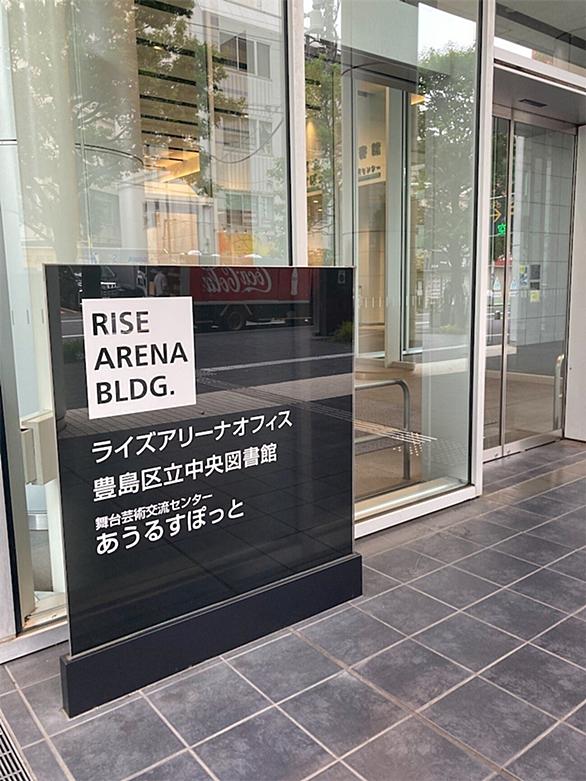 RISE
ARENA
BLDG.
ライズアリーナオフィス
豊島区立中央図書館
舞台芸術交流センター
あうるすぽっと
Coca-Cola